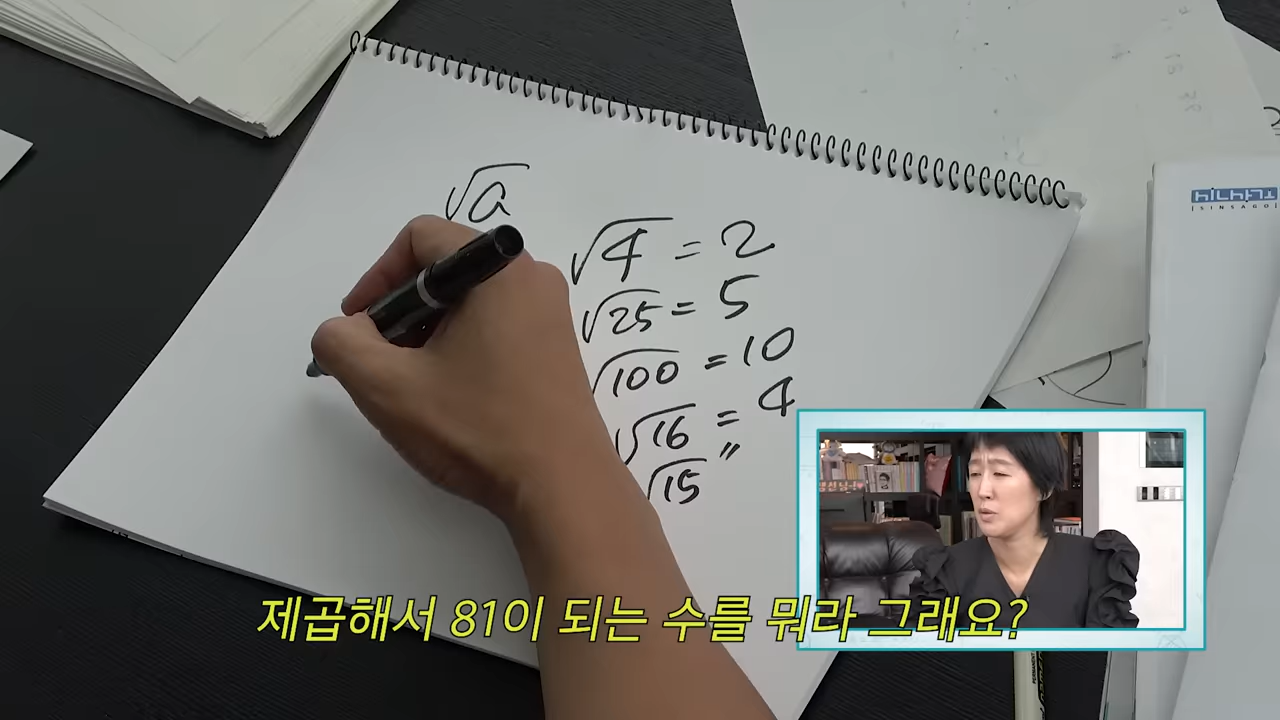 √a
√4 = 2
√25 = 5
√100 = 10
√16 = 4
√15 "
SINSAGO
제곱해서 81이 되는 수를 뭐라 그래요?